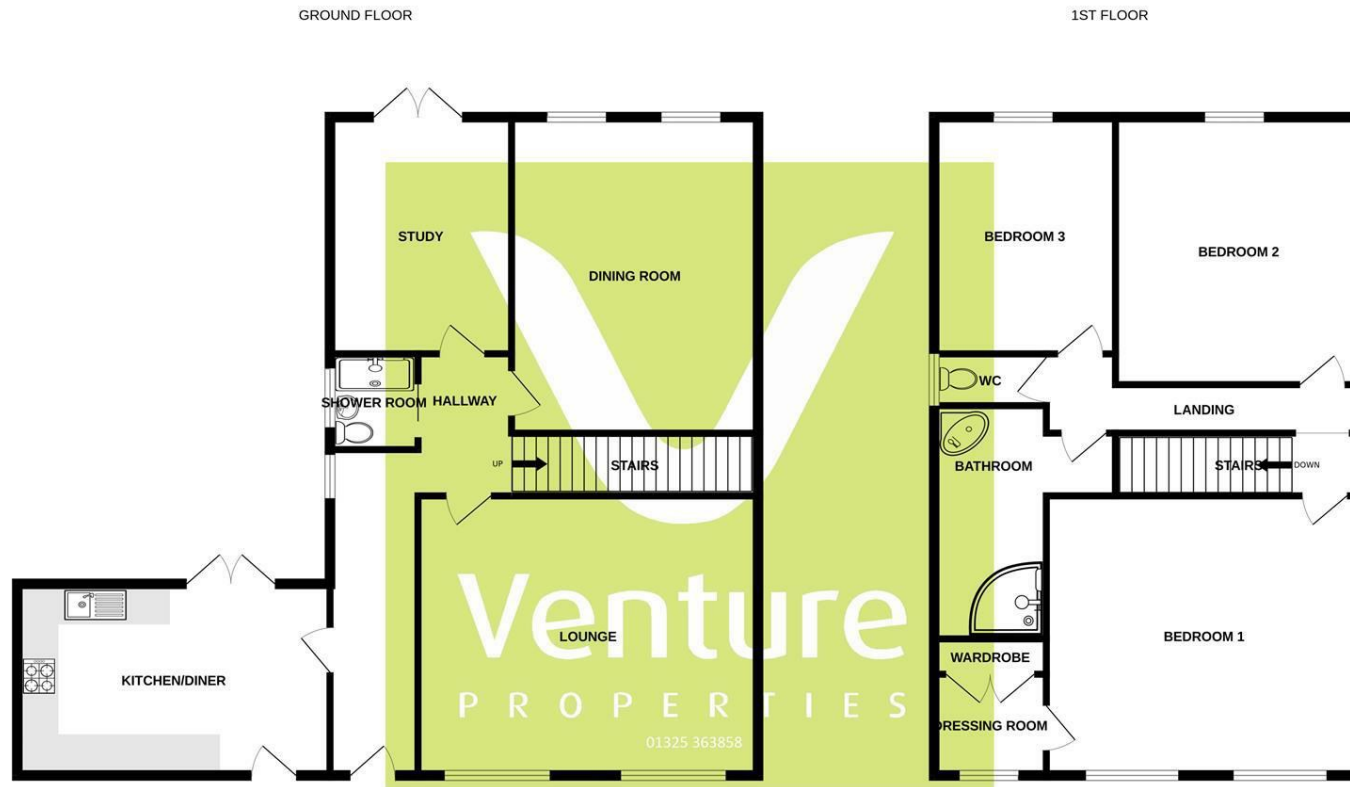 GROUND FLOOR
1ST FLOOR
STUDY
DINING ROOM
SHOWER ROOM
HALLWAY
UP
STAIRS
LOUNGE
KITCHEN/DINER
BEDROOM 3
BEDROOM 2
WC
LANDING
BATHROOM
STAIRS
DOWN
BEDROOM 1
WARDROBE
DRESSING ROOM
Venture
PROPERTIES
01325 363858